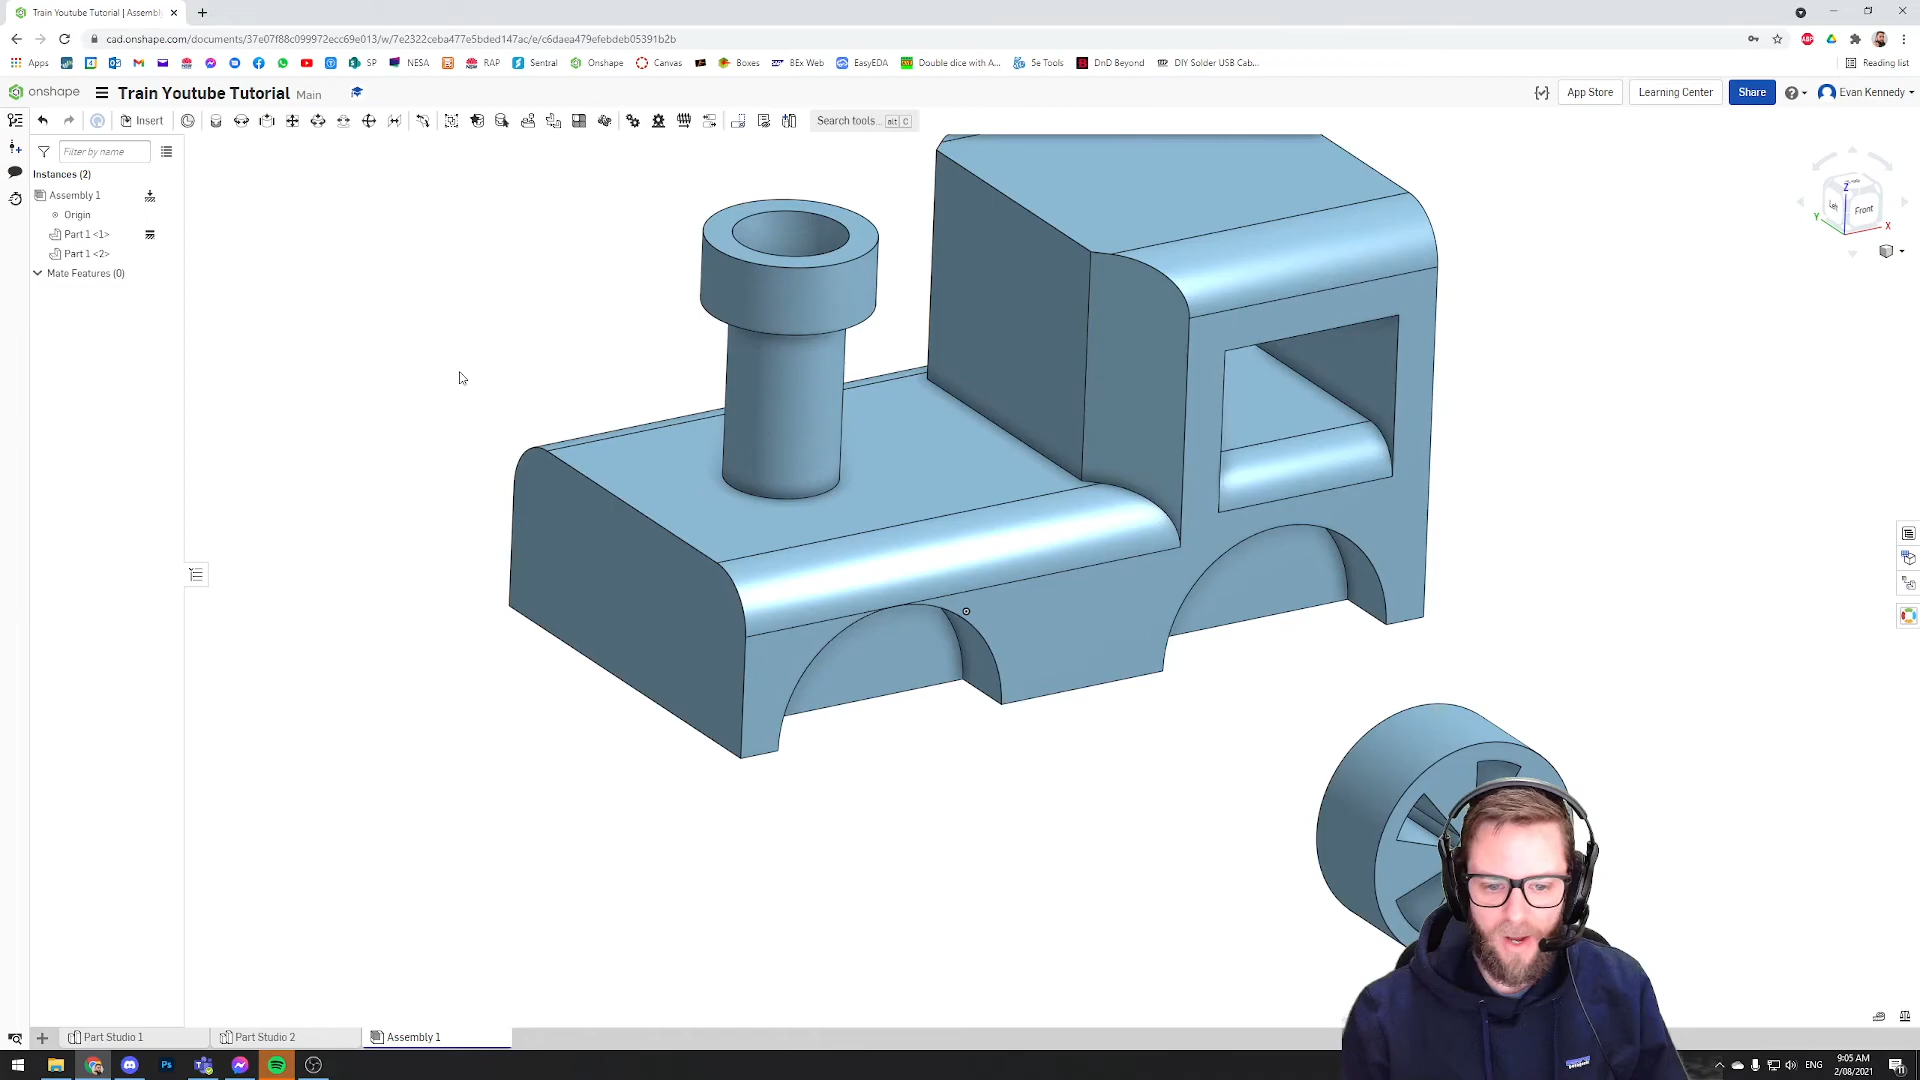 Train Youtube Tutorial | Assembl
cad.onshape.com/documents/37e07f88c099972ecc69e013/w/7e2322ceba477e5bded147ac/e/c6daea479efebdeb05391b2b
Apps SP NESA RAP Sentral Onshape Canvas Boxes BEx Web EasyEDA Double dice with A... 5e Tools DnD Beyond DIY Solder USB Cab... Reading list
onshape Train Youtube Tutorial Main App Store Learning Center Share Evan Kennedy
Insert Search tools... alt C
Filter by name
Instances (2)
Assembly 1
Origin
Part 1 <1>
Part 1 <2>
Mate Features (0)
Z
Left Front
Y X
Part Studio 1 Part Studio 2 Assembly 1
ENG 9:05 AM
2/08/2021